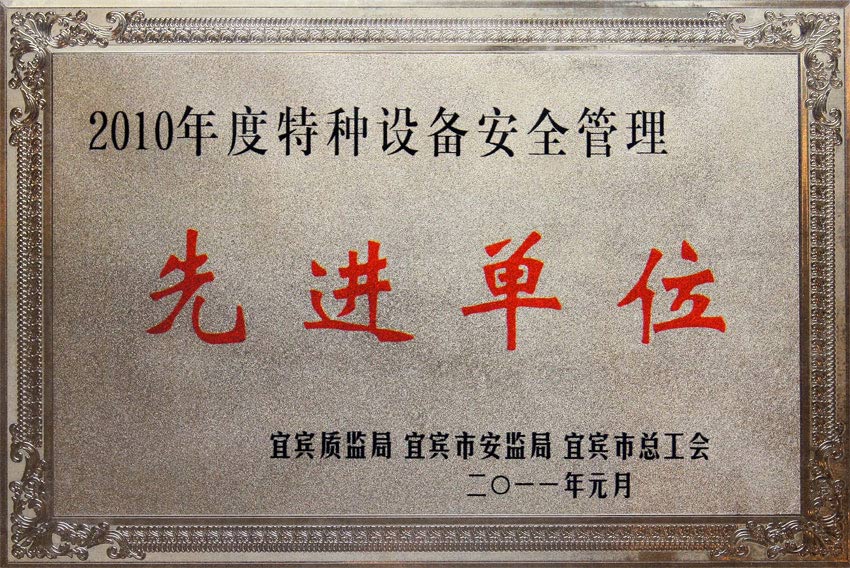 2010年度特种设备安全管理
先进单位
宜宾质监局 宜宾市安监局 宜宾市总工会
二〇一一年元月